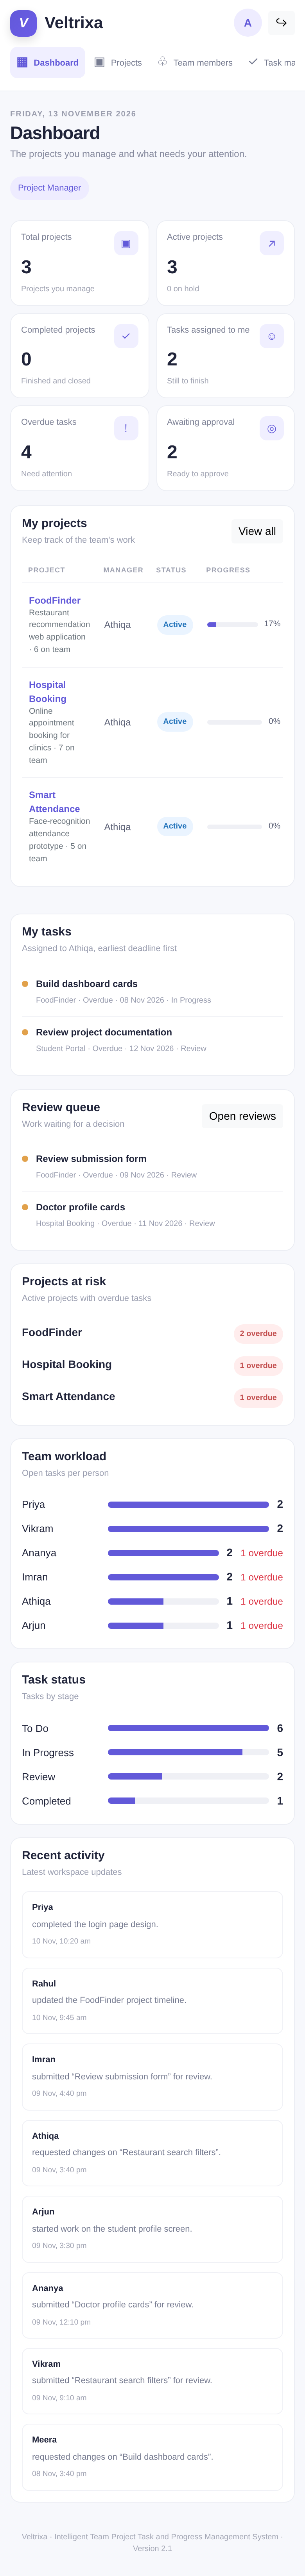 V Veltrixa A
Dashboard Projects Team members Task ma
FRIDAY, 13 NOVEMBER 2026
Dashboard
The projects you manage and what needs your attention.
Project Manager
Total projects
3
Projects you manage
Active projects
3
0 on hold
Completed projects
0
Finished and closed
Tasks assigned to me
2
Still to finish
Overdue tasks
!
4
Need attention
Awaiting approval
2
Ready to approve
My projects
Keep track of the team's work
View all
PROJECT MANAGER STATUS PROGRESS
FoodFinder
Restaurant
recommendation
web application
· 6 on team
Athiqa Active 17%
Hospital
Booking
Online
appointment
booking for
clinics · 7 on
team
Athiqa Active 0%
Smart
Attendance
Face-recognition
attendance
prototype · 5 on
team
Athiqa Active 0%
My tasks
Assigned to Athiqa, earliest deadline first
Build dashboard cards
FoodFinder · Overdue · 08 Nov 2026 · In Progress
Review project documentation
Student Portal · Overdue · 12 Nov 2026 · Review
Review queue
Work waiting for a decision
Open reviews
Review submission form
FoodFinder · Overdue · 09 Nov 2026 · Review
Doctor profile cards
Hospital Booking · Overdue · 11 Nov 2026 · Review
Projects at risk
Active projects with overdue tasks
FoodFinder 2 overdue
Hospital Booking 1 overdue
Smart Attendance 1 overdue
Team workload
Open tasks per person
Priya 2
Vikram 2
Ananya 2 1 overdue
Imran 2 1 overdue
Athiqa 1 1 overdue
Arjun 1 1 overdue
Task status
Tasks by stage
To Do 6
In Progress 5
Review 2
Completed 1
Recent activity
Latest workspace updates
Priya
completed the login page design.
10 Nov, 10:20 am
Rahul
updated the FoodFinder project timeline.
10 Nov, 9:45 am
Imran
submitted “Review submission form” for review.
09 Nov, 4:40 pm
Athiqa
requested changes on “Restaurant search filters”.
09 Nov, 3:40 pm
Arjun
started work on the student profile screen.
09 Nov, 3:30 pm
Ananya
submitted “Doctor profile cards” for review.
09 Nov, 12:10 pm
Vikram
submitted “Restaurant search filters” for review.
09 Nov, 9:10 am
Meera
requested changes on “Build dashboard cards”.
08 Nov, 3:40 pm
Veltrixa · Intelligent Team Project Task and Progress Management System ·
Version 2.1